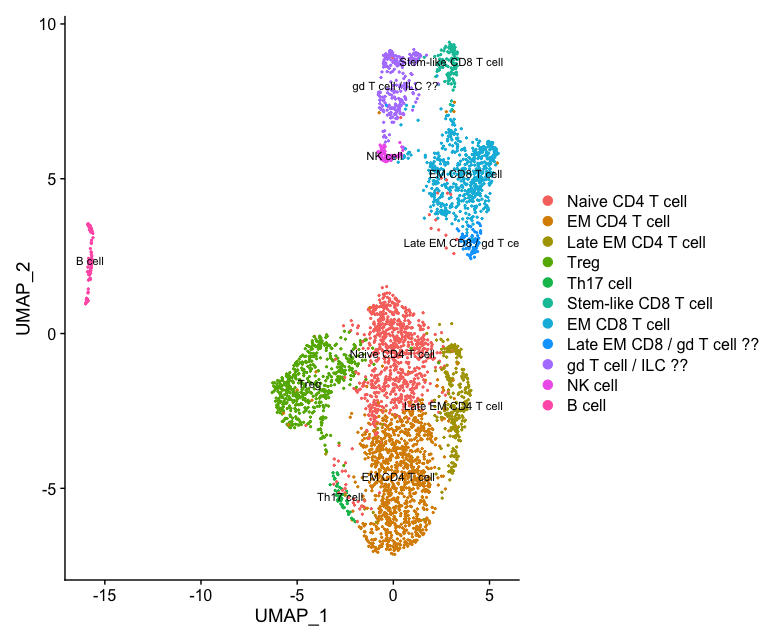 10
5
0
-5
UMAP_2
-15
-10
-5
0
5
UMAP_1
Stem-like CD8 T cell
gd T cell / ILC ??
NK cell
EM CD8 T cell
Late EM CD8 / gd T ce
B cell
Naive CD4 T cell
Treg
Late EM CD4 T cell
EM CD4 T cell
Th17 cell
Naive CD4 T cell
EM CD4 T cell
Late EM CD4 T cell
Treg
Th17 cell
Stem-like CD8 T cell
EM CD8 T cell
Late EM CD8 / gd T cell ??
gd T cell / ILC ??
NK cell
B cell